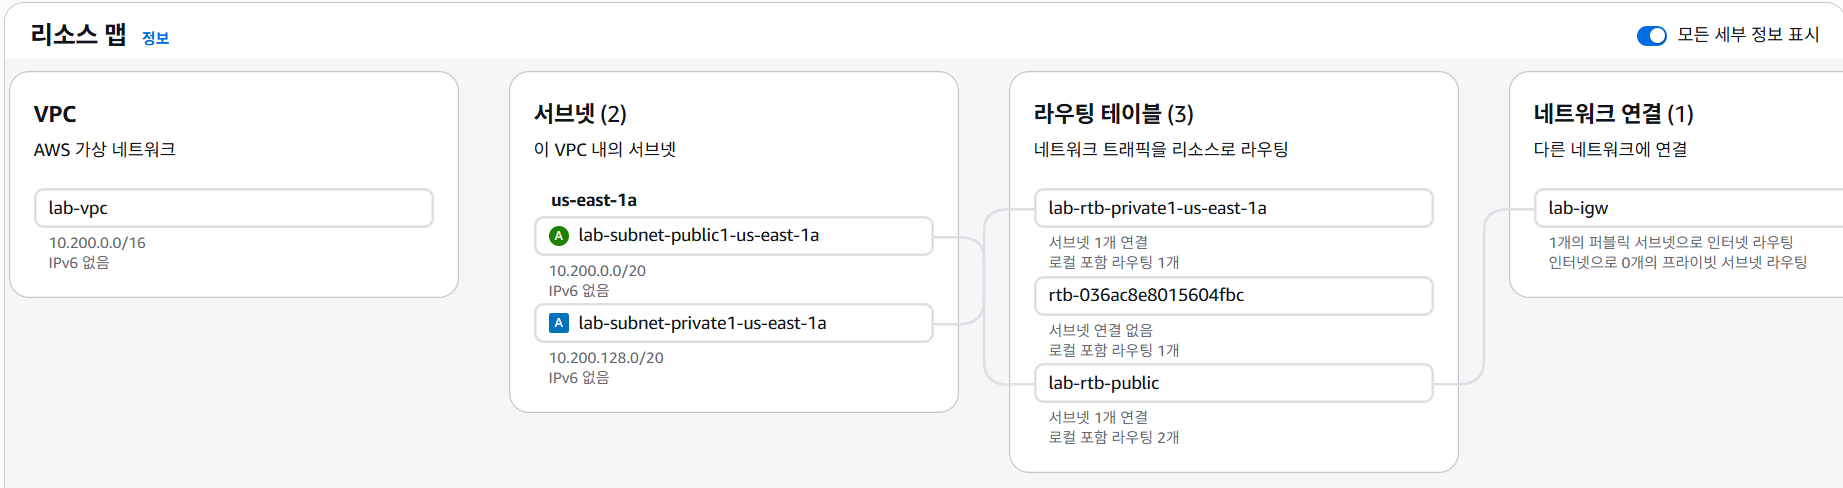 리소스 맵 정보
모든 세부 정보 표시
VPC
AWS 가상 네트워크
lab-vpc
10.200.0.0/16
IPv6 없음
서브넷 (2)
이 VPC 내의 서브넷
us-east-1a
A lab-subnet-public1-us-east-1a
10.200.0.0/20
IPv6 없음
A lab-subnet-private1-us-east-1a
10.200.128.0/20
IPv6 없음
라우팅 테이블 (3)
네트워크 트래픽을 리소스로 라우팅
lab-rtb-private1-us-east-1a
서브넷 1개 연결
로컬 포함 라우팅 1개
rtb-036ac8e8015604fbc
서브넷 연결 없음
로컬 포함 라우팅 1개
lab-rtb-public
서브넷 1개 연결
로컬 포함 라우팅 2개
네트워크 연결 (1)
다른 네트워크에 연결
lab-igw
1개의 퍼블릭 서브넷으로 인터넷 라우팅
인터넷으로 0개의 프라이빗 서브넷 라우팅